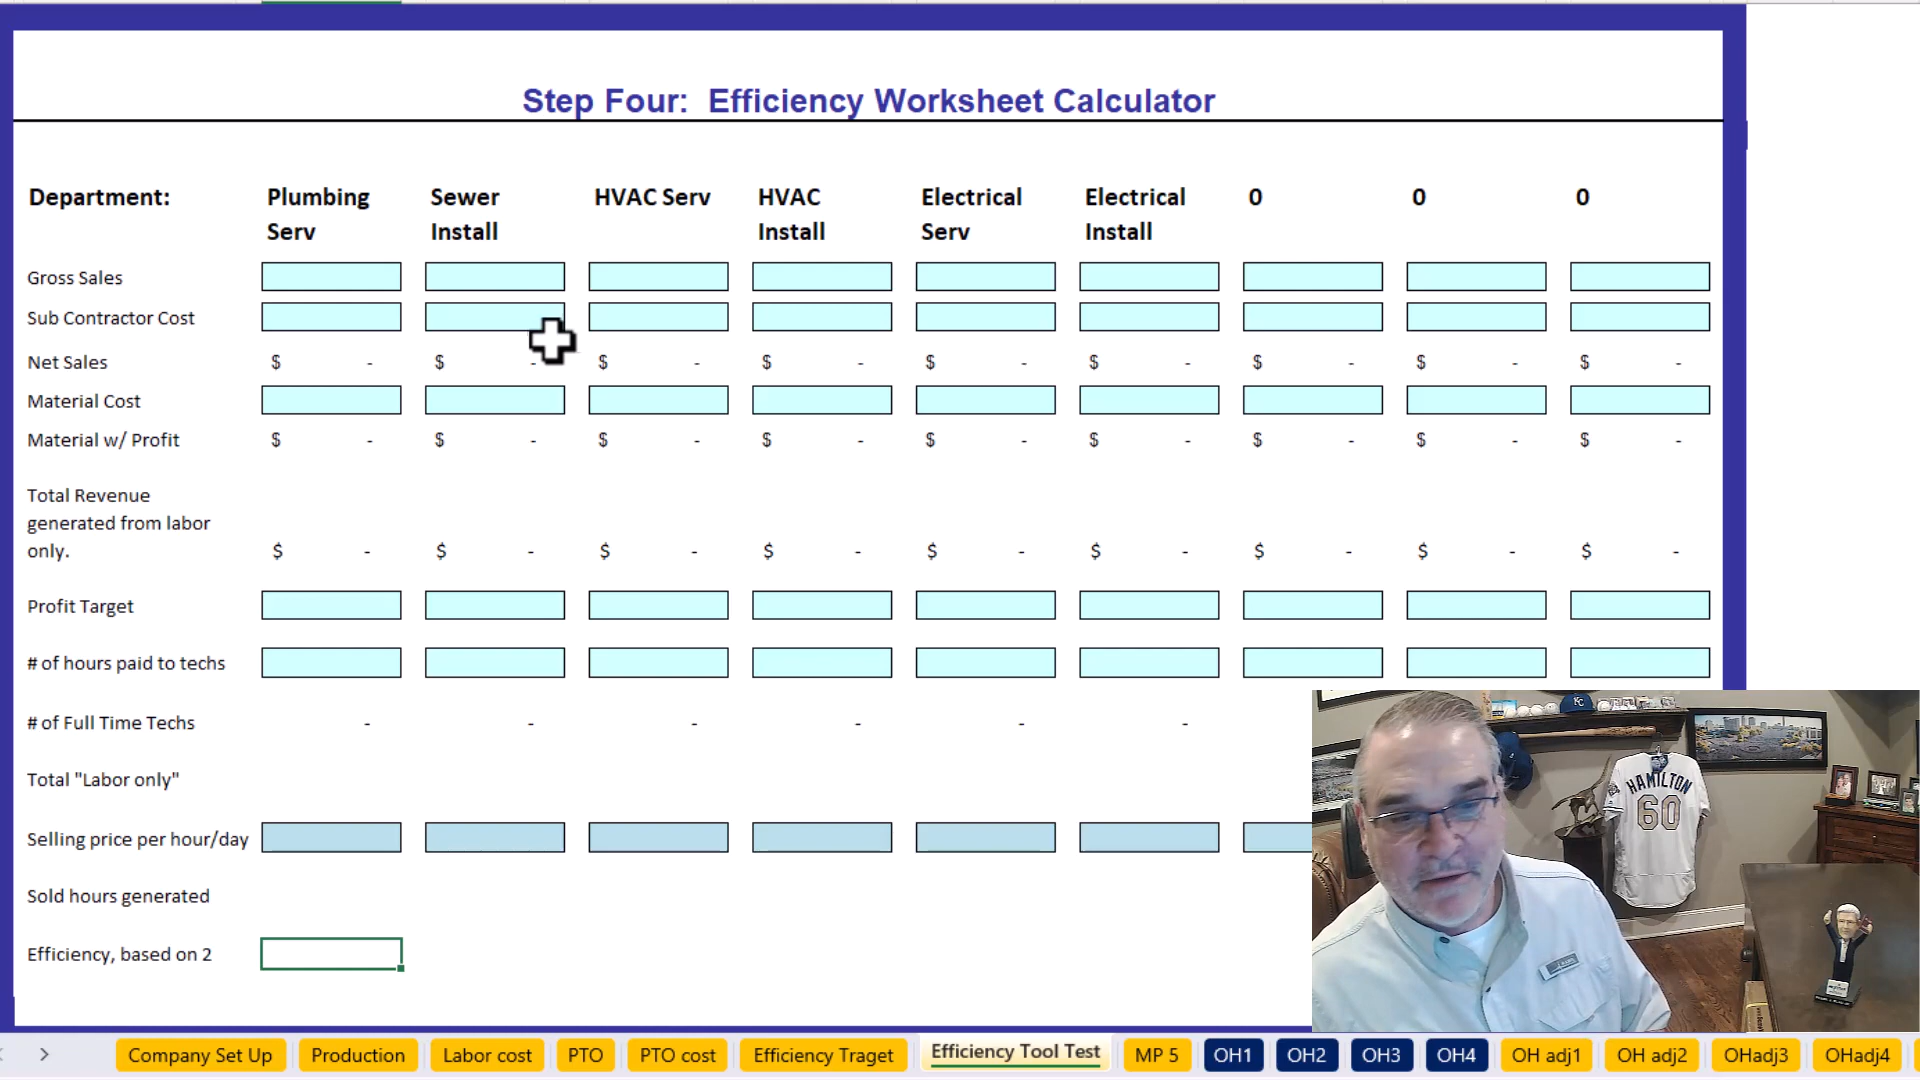 Step Four: Efficiency Worksheet Calculator
Department: Plumbing Serv Sewer Install HVAC Serv HVAC Install Electrical Serv Electrical Install 0 0 0
Gross Sales
Sub Contractor Cost
Net Sales $ - $ - $ - $ - $ - $ - $ - $ - $ -
Material Cost
Material w/ Profit $ - $ - $ - $ - $ - $ - $ - $ - $ -
Total Revenue
generated from labor
only. $ - $ - $ - $ - $ - $ - $ - $ - $ -
Profit Target
# of hours paid to techs
# of Full Time Techs - - - - - -
Total "Labor only"
Selling price per hour/day
Sold hours generated
Efficiency, based on 2
KC
HAMILTON
60
Company Set Up Production Labor cost PTO PTO cost Efficiency Traget Efficiency Tool Test MP 5 OH1 OH2 OH3 OH4 OH adj1 OH adj2 OHadj3 OHadj4